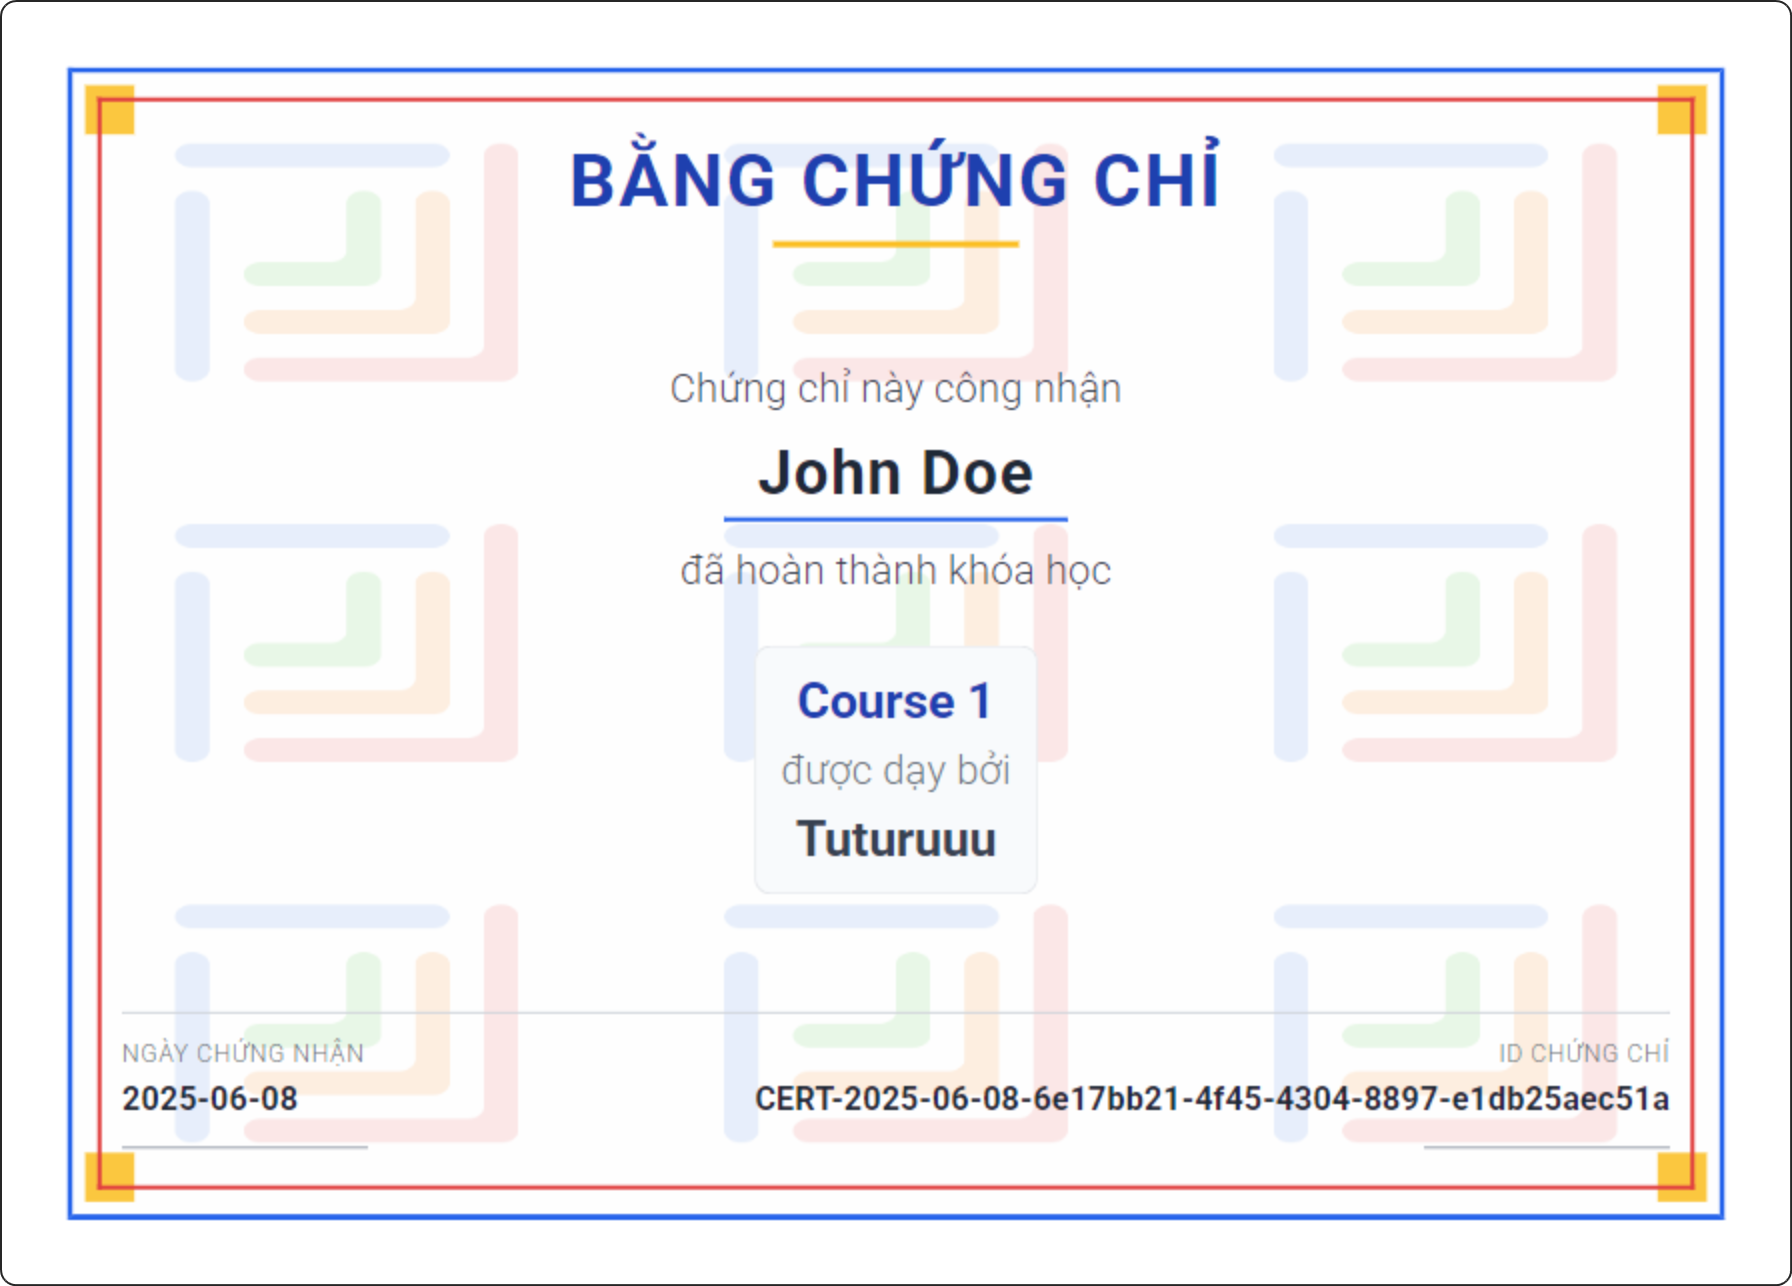 BẰNG CHỨNG CHỈ
Chứng chỉ này công nhận
John Doe
đã hoàn thành khóa học
Course 1
được dạy bởi
Tuturuuu
NGÀY CHỨNG NHẬN
2025-06-08
ID CHỨNG CHỈ
CERT-2025-06-08-6e17bb21-4f45-4304-8897-e1db25aec51a